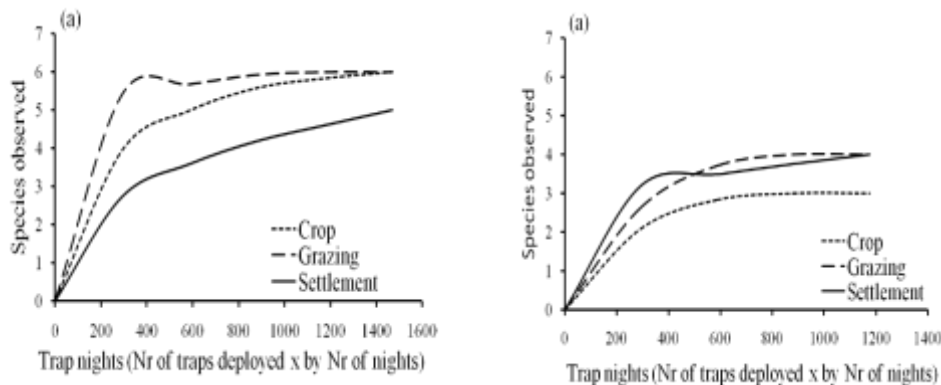 (a)
Species observed
7
6
5
4
3
2
1
0
Crop
Grazing
Settlement
0 200 400 600 800 1000 1200 1400 1600
Trap nights (Nr of traps deployed x by Nr of nights)
(a)
Species observed
7
6
5
4
3
2
1
0
Crop
Grazing
Settlement
0 200 400 600 800 1000 1200 1400
Trap nights (Nr of traps deployed x by Nr of nights)